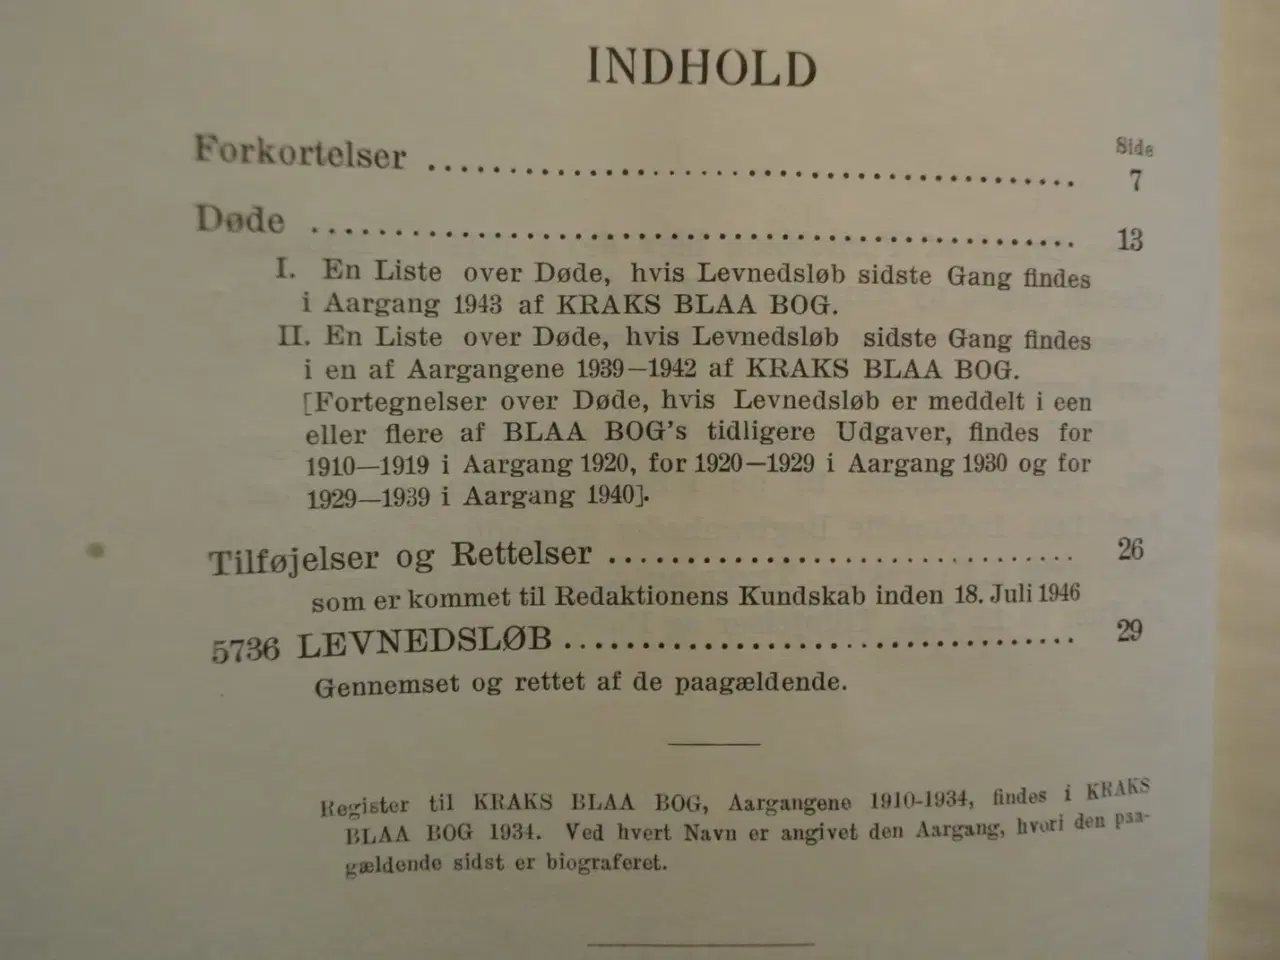 INDHOLD
Side
Forkortelser ........................................ 7
Døde ........................................ 13
I. En Liste over Døde, hvis Levnedsløb sidste Gang findes
i Aargang 1943 af KRAKS BLAA BOG.
II. En Liste over Døde, hvis Levnedsløb sidste Gang findes
i en af Aargangene 1939—1942 af KRAKS BLAA BOG.
[Fortegnelser over Døde, hvis Levnedsløb er meddelt i een
eller flere af BLAA BOG's tidligere Udgaver, findes for
1910—1919 i Aargang 1920, for 1920—1929 i Aargang 1930 og for
1929—1939 i Aargang 1940].
Tilføjelser og Rettelser .............................. 26
som er kommet til Redaktionens Kundskab inden 18. Juli 1946
5736 LEVNEDSLØB .............................. 29
Gennemset og rettet af de paagældende.
Register til KRAKS BLAA BOG, Aargangene 1910-1934, findes i KRAKS
BLAA BOG 1934. Ved hvert Navn er angivet den Aargang, hvori den paa-
gældende sidst er biograferet.